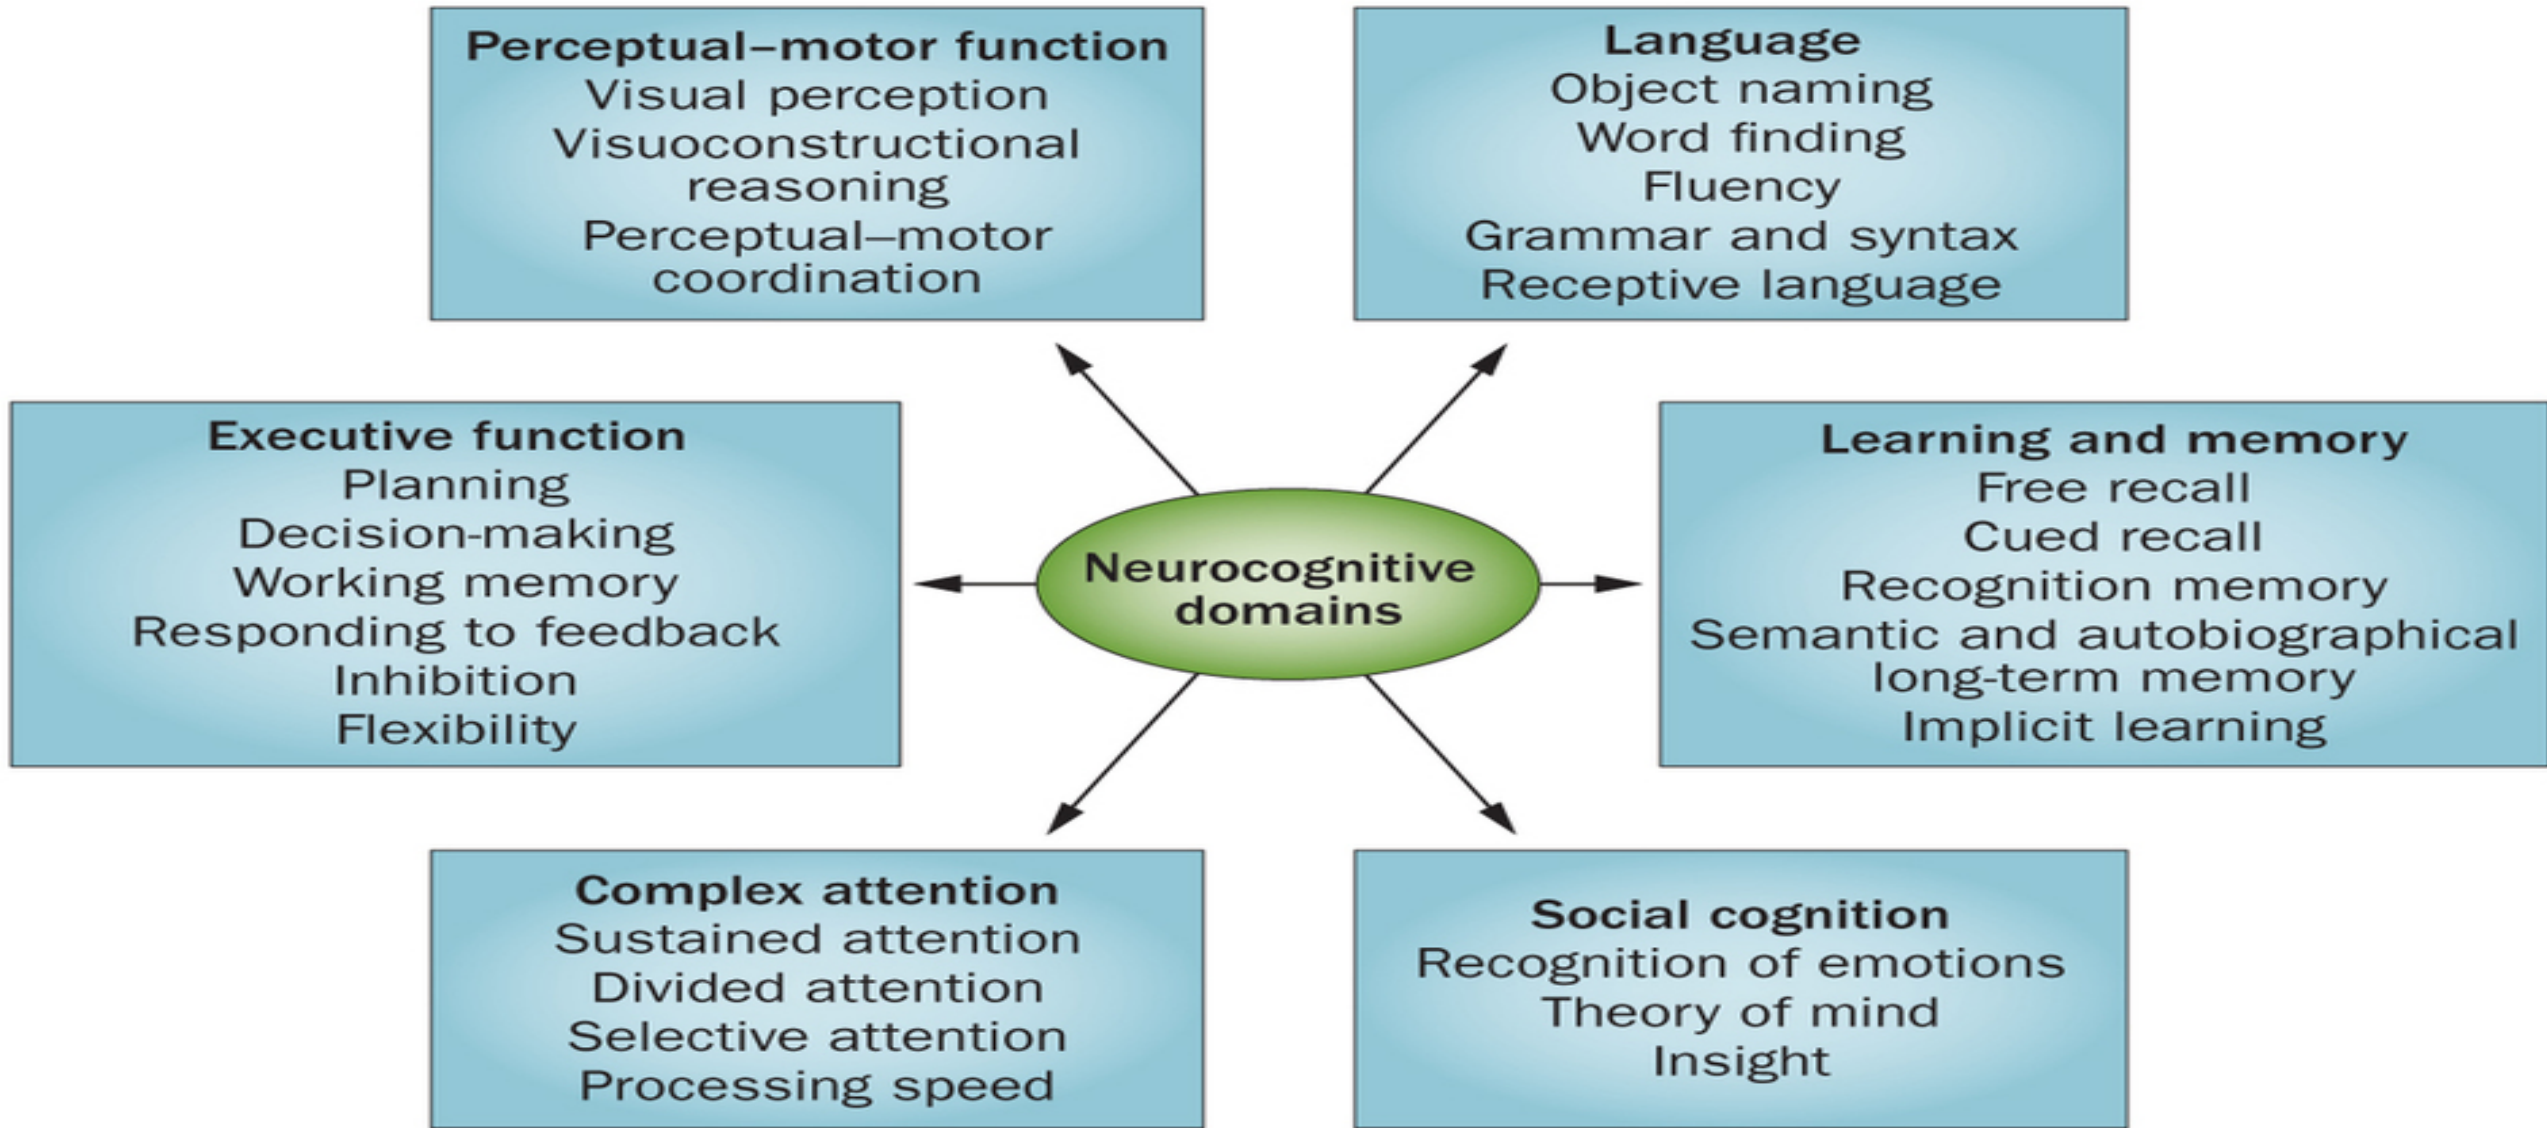 Perceptual–motor function
Visual perception
Visuoconstructional
reasoning
Perceptual–motor
coordination
Language
Object naming
Word finding
Fluency
Grammar and syntax
Receptive language
Executive function
Planning
Decision-making
Working memory
Responding to feedback
Inhibition
Flexibility
Neurocognitive
domains
Learning and memory
Free recall
Cued recall
Recognition memory
Semantic and autobiographical
long-term memory
Implicit learning
Complex attention
Sustained attention
Divided attention
Selective attention
Processing speed
Social cognition
Recognition of emotions
Theory of mind
Insight